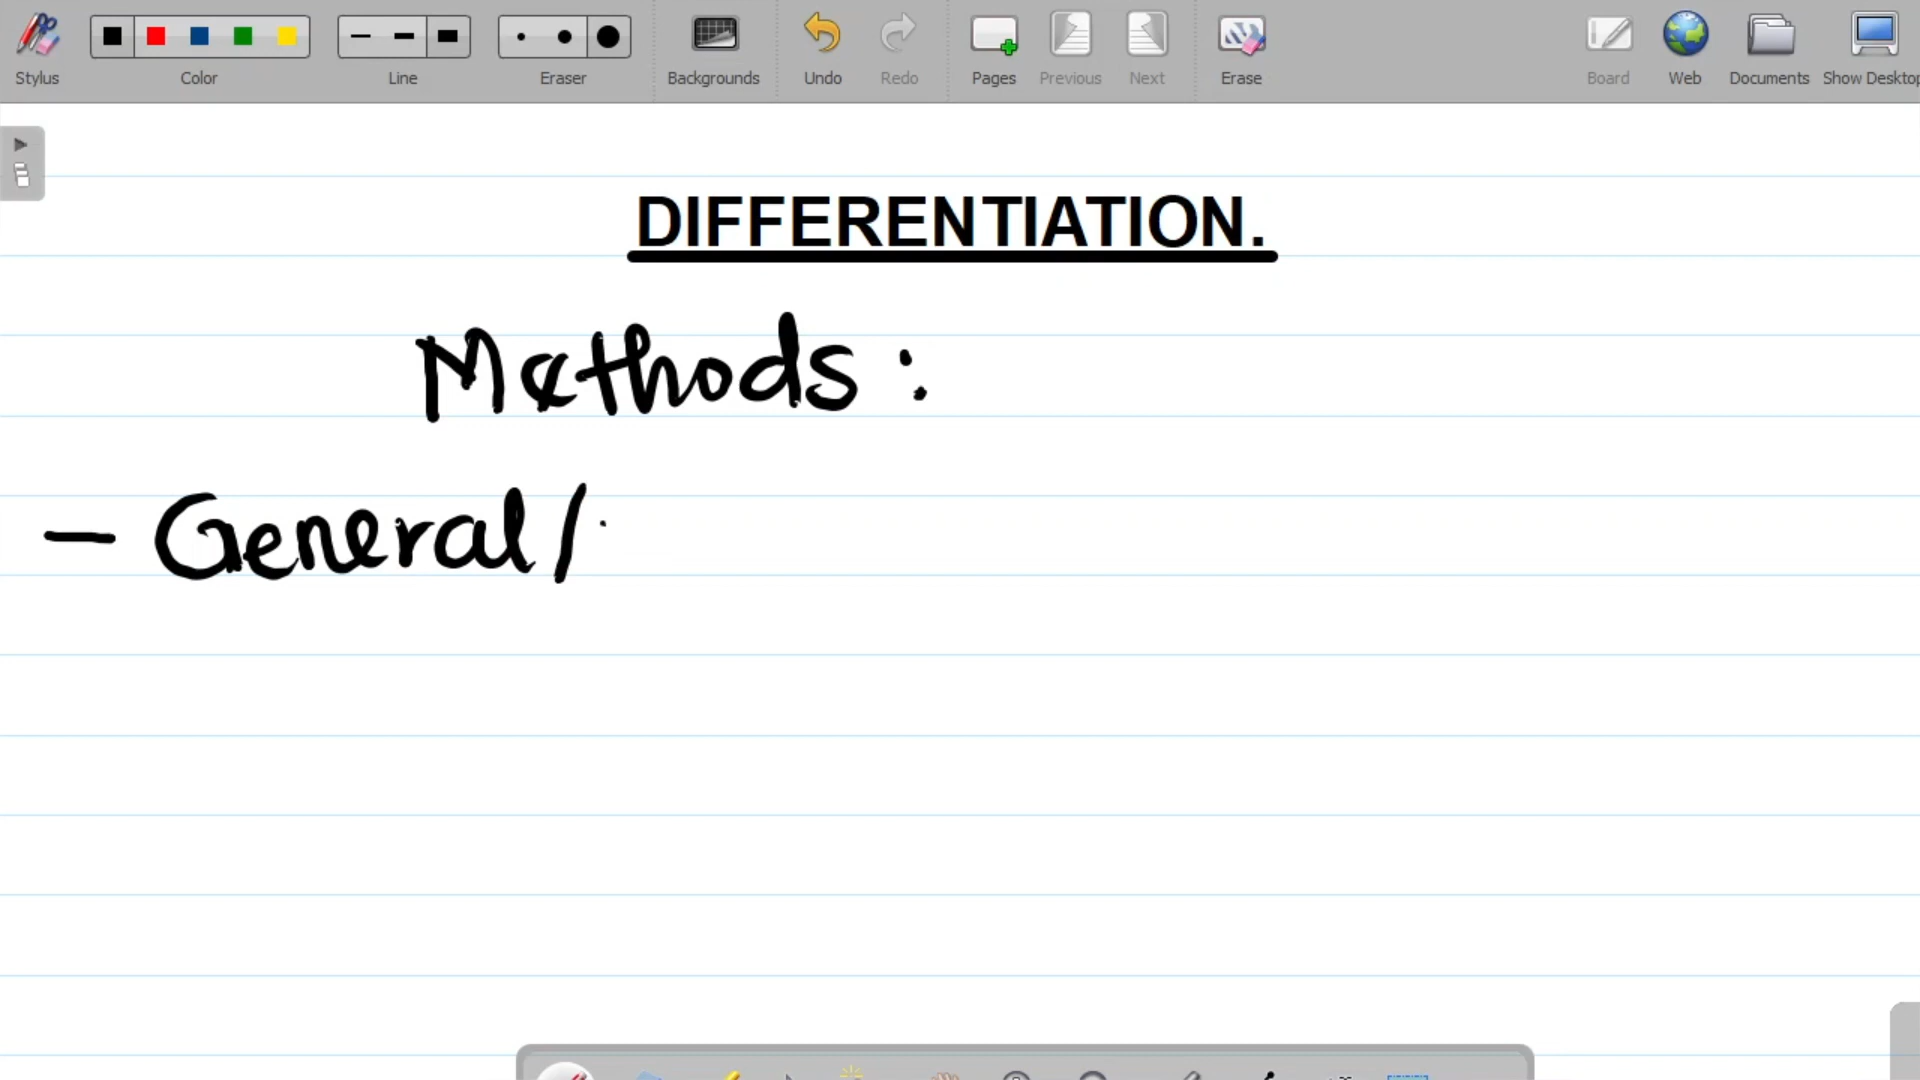 Stylus Color Line Eraser Backgrounds Undo Redo Pages Previous Next Erase Board Web Documents Show Desktop
DIFFERENTIATION.
Methods:
- General /